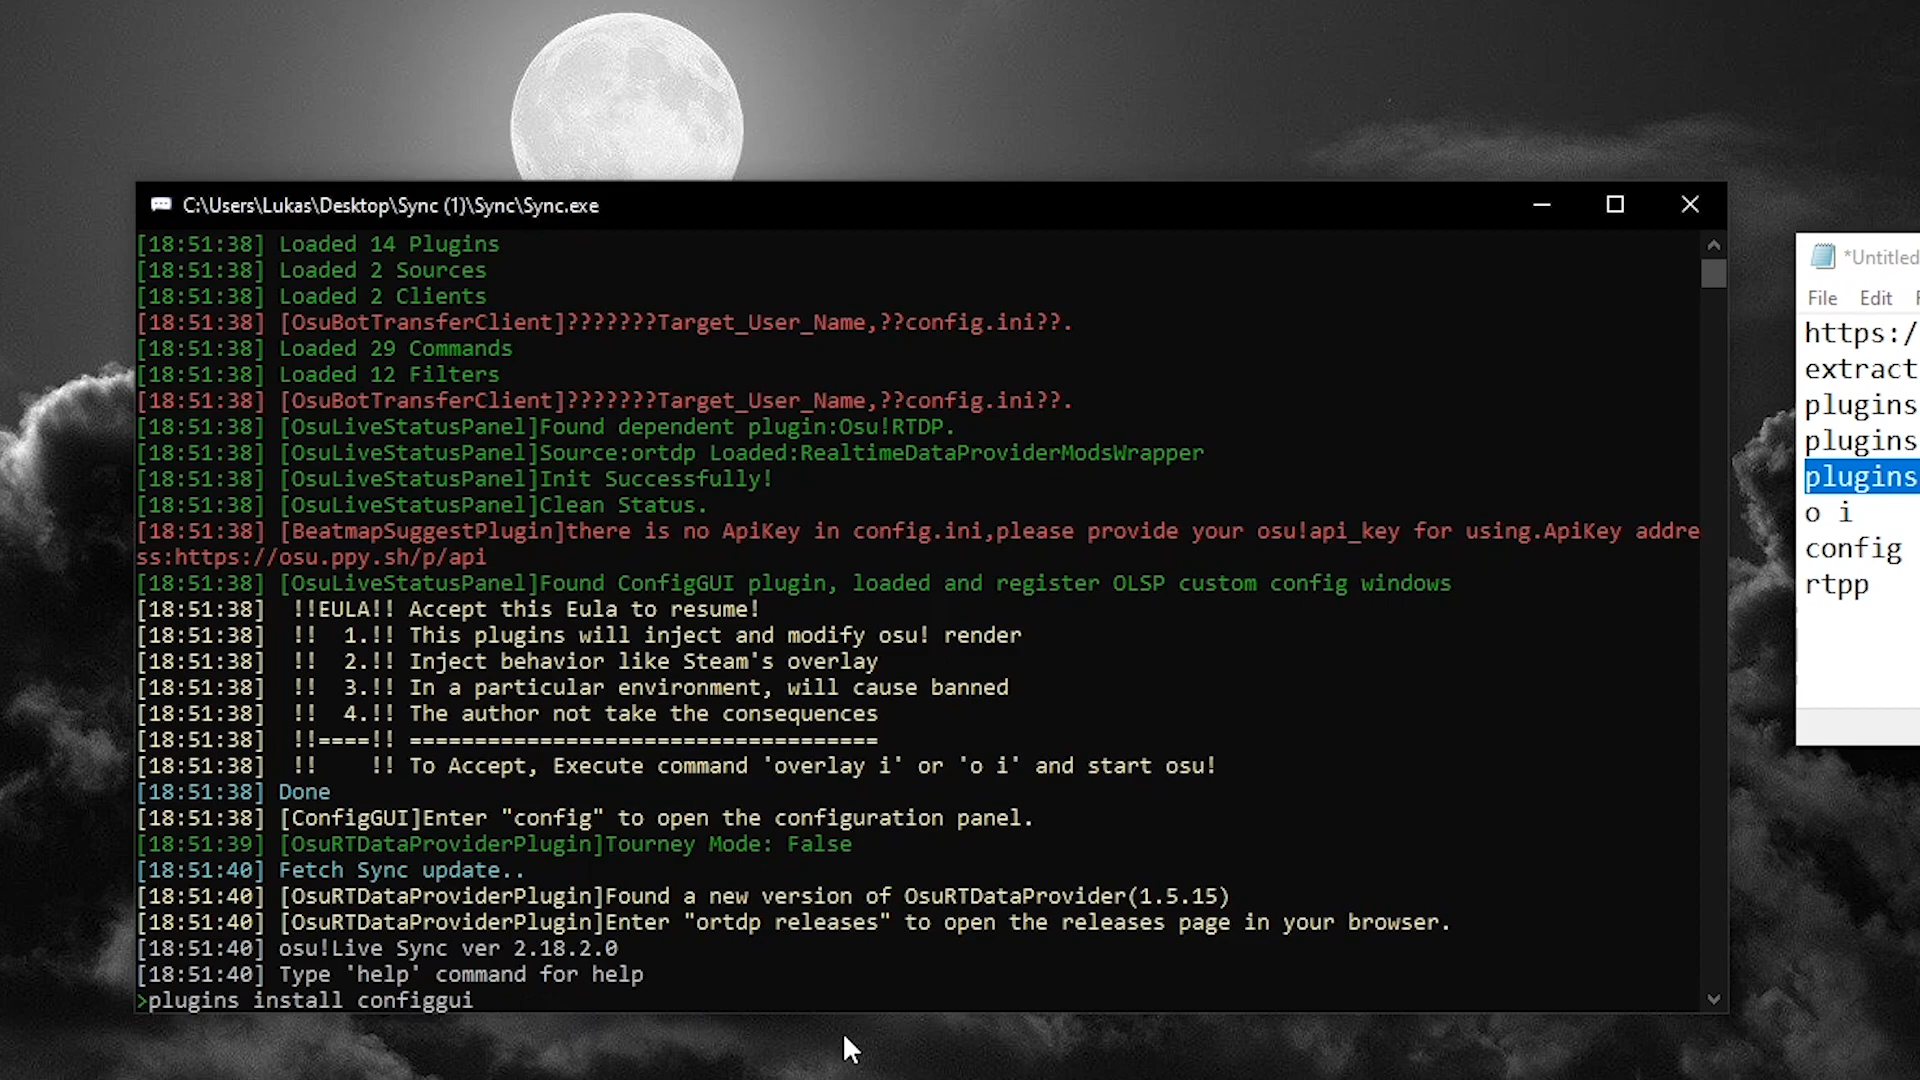 C:\Users\Lukas\Desktop\Sync (1)\Sync\Sync.exe
[18:51:38] Loaded 14 Plugins
[18:51:38] Loaded 2 Sources
[18:51:38] Loaded 2 Clients
[18:51:38] [OsuBotTransferClient]???????Target_User_Name,??config.ini??.
[18:51:38] Loaded 29 Commands
[18:51:38] Loaded 12 Filters
[18:51:38] [OsuBotTransferClient]???????Target_User_Name,??config.ini??.
[18:51:38] [OsuLiveStatusPanel]Found dependent plugin:Osu!RTDP.
[18:51:38] [OsuLiveStatusPanel]Source:ortdp Loaded:RealtimeDataProviderModsWrapper
[18:51:38] [OsuLiveStatusPanel]Init Successfully!
[18:51:38] [OsuLiveStatusPanel]Clean Status.
[18:51:38] [BeatmapSuggestPlugin]there is no ApiKey in config.ini,please provide your osu!api_key for using.ApiKey addre
ss:https://osu.ppy.sh/p/api
[18:51:38] [OsuLiveStatusPanel]Found ConfigGUI plugin, loaded and register OLSP custom config windows
[18:51:38]  !!EULA!! Accept this Eula to resume!
[18:51:38]  !!  1.!! This plugins will inject and modify osu! render
[18:51:38]  !!  2.!! Inject behavior like Steam's overlay
[18:51:38]  !!  3.!! In a particular environment, will cause banned
[18:51:38]  !!  4.!! The author not take the consequences
[18:51:38]  !!====!! ====================================
[18:51:38]  !!    !! To Accept, Execute command 'overlay i' or 'o i' and start osu!
[18:51:38] Done
[18:51:38] [ConfigGUI]Enter "config" to open the configuration panel.
[18:51:39] [OsuRTDataProviderPlugin]Tourney Mode: False
[18:51:40] Fetch Sync update..
[18:51:40] [OsuRTDataProviderPlugin]Found a new version of OsuRTDataProvider(1.5.15)
[18:51:40] [OsuRTDataProviderPlugin]Enter "ortdp releases" to open the releases page in your browser.
[18:51:40] osu!Live Sync ver 2.18.2.0
[18:51:40] Type 'help' command for help
>plugins install configgui
*Untitled
File Edit
https:/
extract
plugins
plugins
plugins
o i
config
rtpp